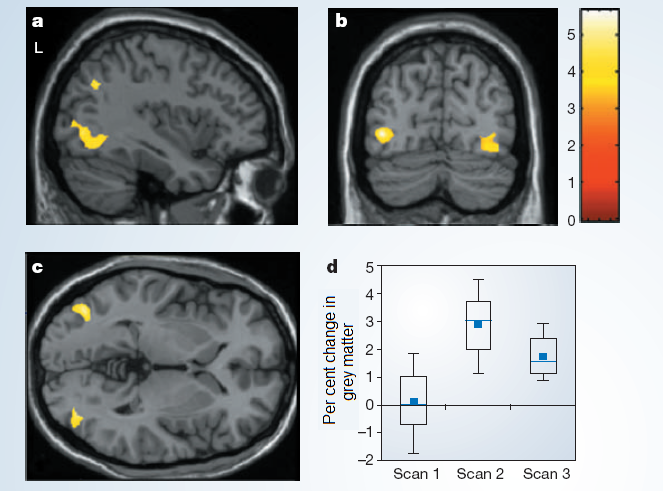 a
L
b
5
4
3
2
1
0
c
d
Per cent change in
grey matter
5
4
3
2
1
0
–1
–2
Scan 1 Scan 2 Scan 3